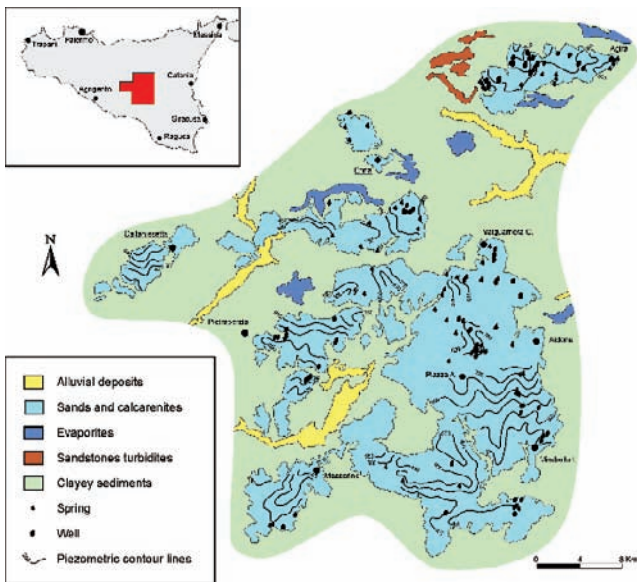 Trapani
Palermo
Messina
Catania
Agrigento
Siracusa
Ragusa
Agira
Enna
Caltanissetta
Valguarnera C.
N
Pietraperzia
Aidone
Piazza A.
Mazzarino
Alluvial deposits
Sands and calcarenites
Evaporites
Sandstones turbidites
Clayey sediments
Spring
Well
Piezometric contour lines
0 4 8 Km